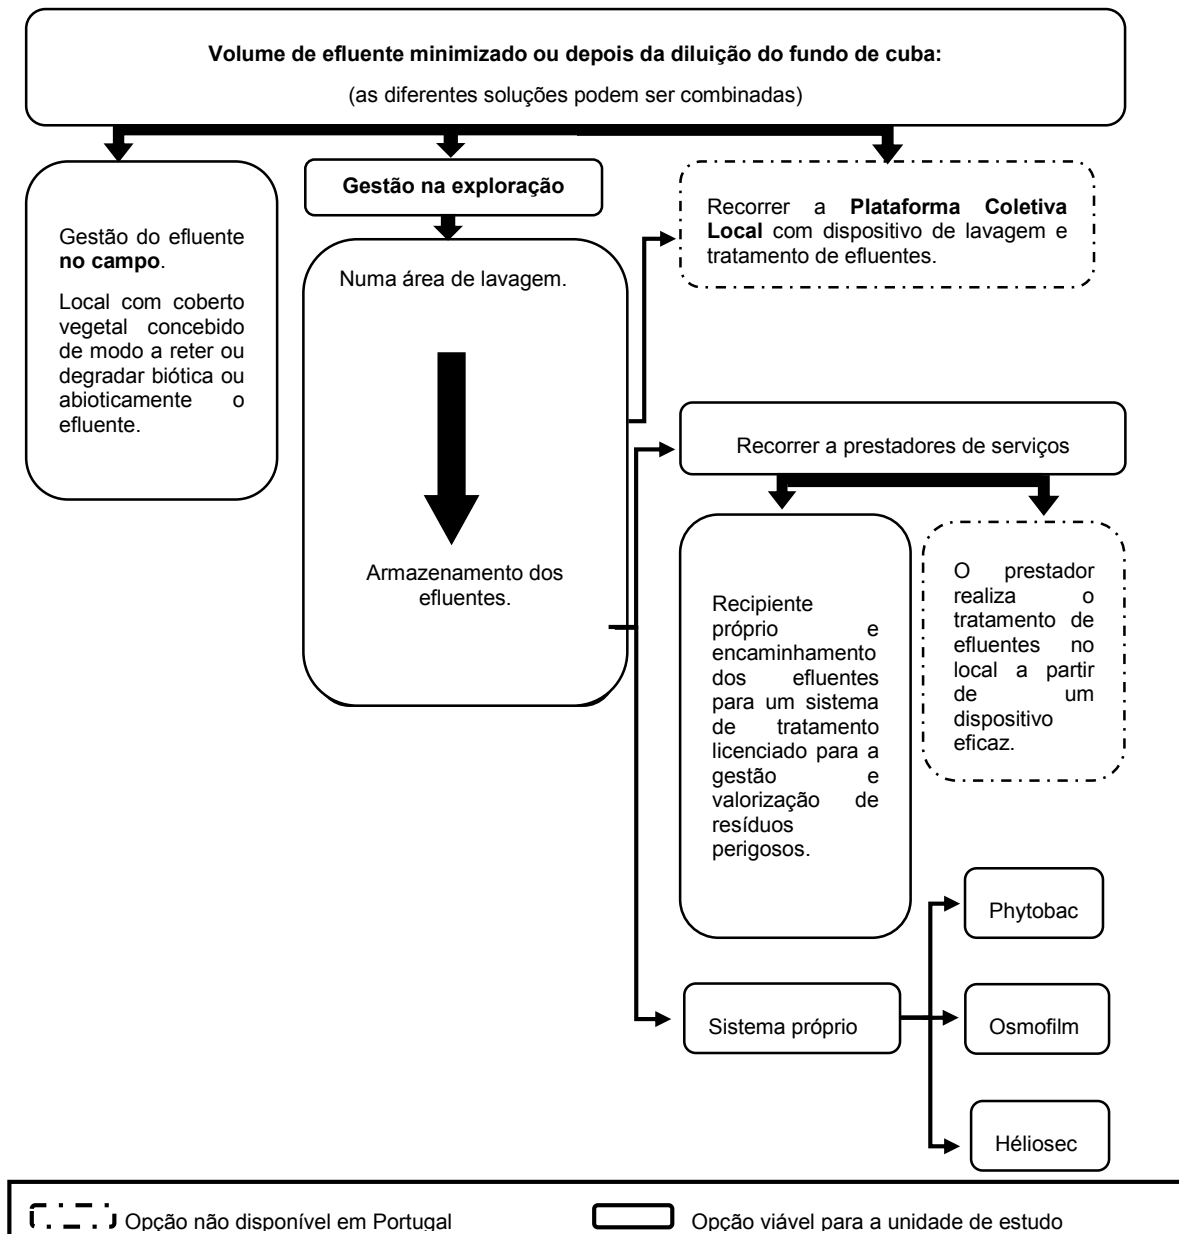 Volume de efluente minimizado ou depois da diluição do fundo de cuba:
(as diferentes soluções podem ser combinadas)
Gestão do efluente
no campo.
Local com coberto
vegetal concebido
de modo a reter ou
degradar biótica ou
abioticamente o
efluente.
Gestão na exploração
Numa área de lavagem.
Armazenamento dos
efluentes.
Recorrer a Plataforma Coletiva
Local com dispositivo de lavagem e
tratamento de efluentes.
Recorrer a prestadores de serviços
Recipiente
próprio e
encaminhamento
dos efluentes
para um sistema
de tratamento
licenciado para a
gestão e
valorização de
resíduos
perigosos.
O prestador
realiza o
tratamento de
efluentes no
local a partir
de um
dispositivo
eficaz.
Sistema próprio
Phytobac
Osmofilm
Héliosec
Opção não disponível em Portugal
Opção viável para a unidade de estudo